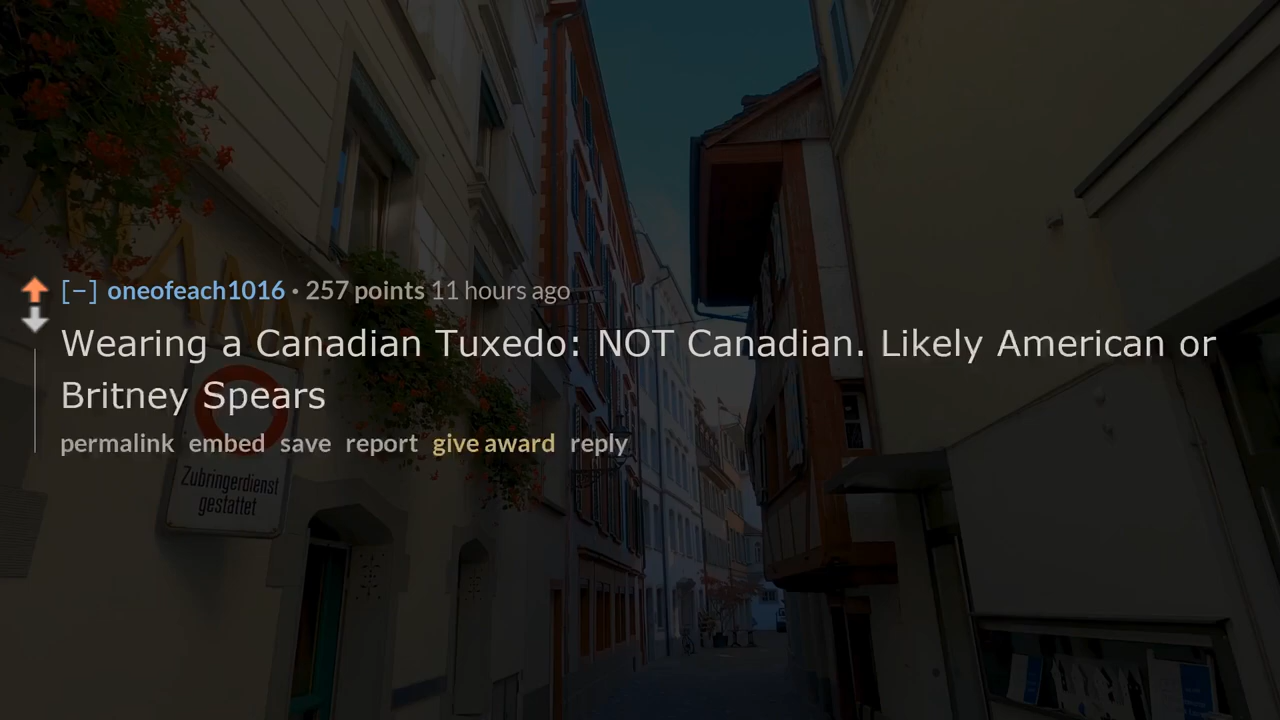 [–] oneofeach1016 · 257 points 11 hours ago
Wearing a Canadian Tuxedo: NOT Canadian. Likely American or
Britney Spears
permalink embed save report give award reply
Zubringerdienst
gestattet